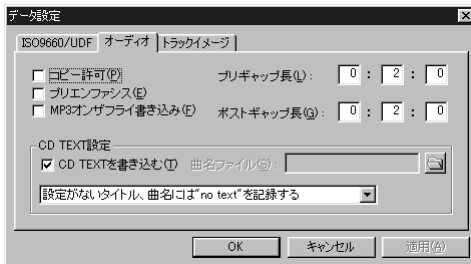 データ設定
ISO9660/UDF オーディオ トラックイメージ
コピー許可(P) プリギャップ長(L): 0 : 2 : 0
プリエンファシス(E)
MP3オンザフライ書き込み(F) ポストギャップ長(G): 0 : 2 : 0
CD TEXT設定
CD TEXTを書き込む(T) 曲名ファイル(S):
設定がないタイトル、曲名には"no text"を記録する
OK キャンセル 適用(A)